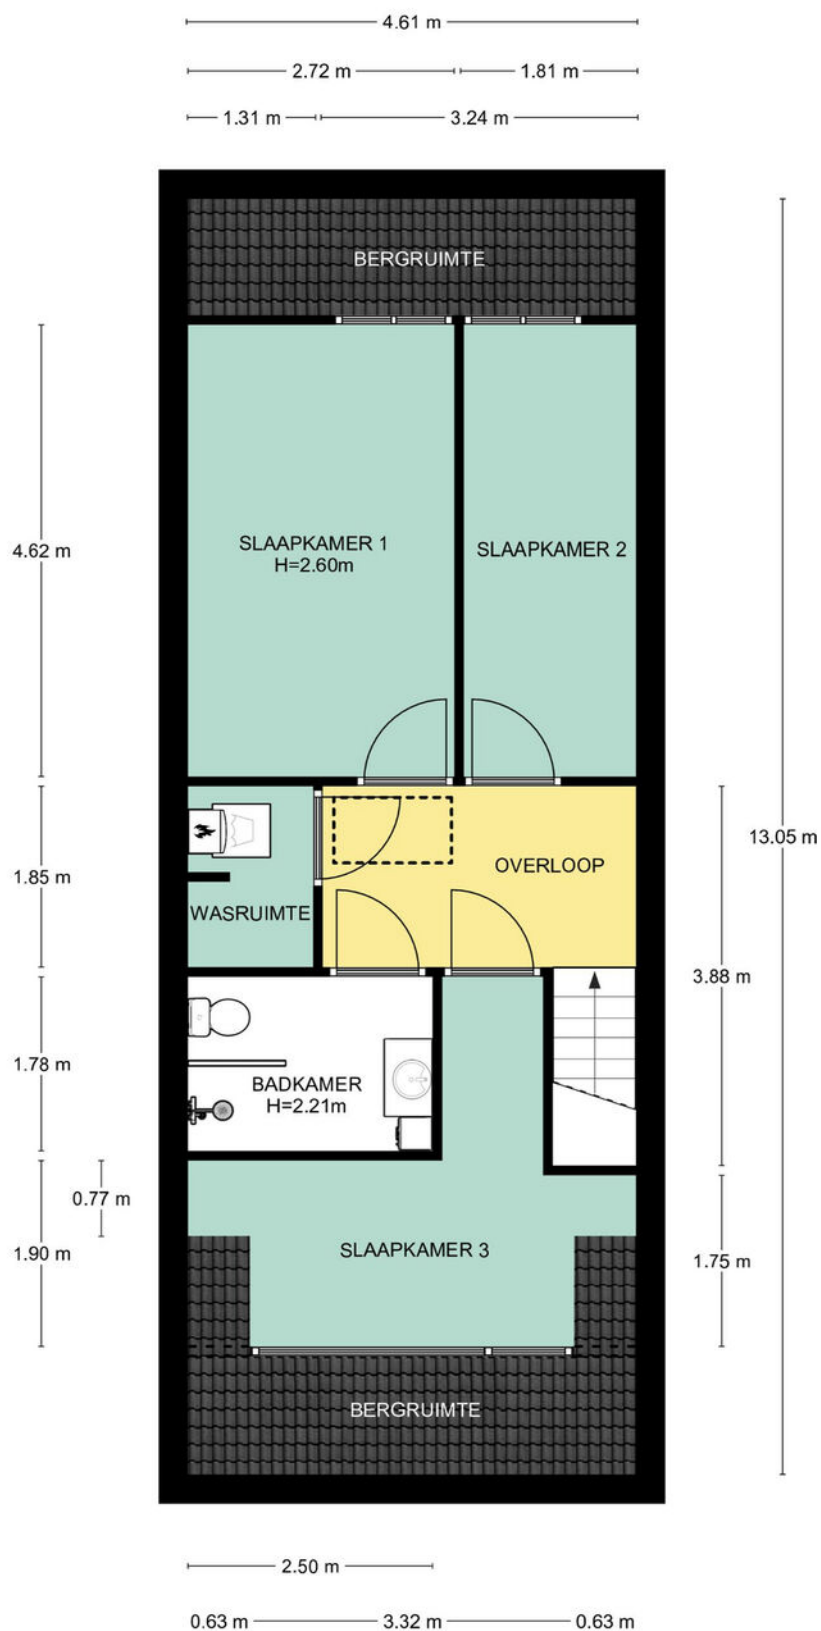 4.61 m
2.72 m
1.81 m
1.31 m
3.24 m
BERGRUIMTE
4.62 m
SLAAPKAMER 1
H=2.60m
SLAAPKAMER 2
13.05 m
1.85 m
OVERLOOP
WASRUIMTE
3.88 m
1.78 m
BADKAMER
H=2.21m
0.77 m
1.90 m
SLAAPKAMER 3
1.75 m
BERGRUIMTE
2.50 m
0.63 m
3.32 m
0.63 m